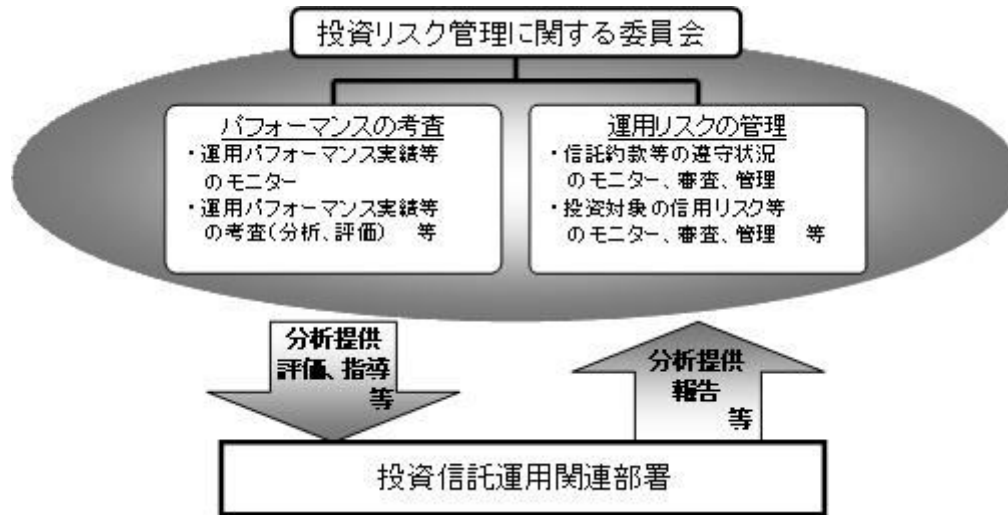 投資リスク管理に関する委員会
パフォーマンスの考査
・運用パフォーマンス実績等
のモニター
・運用パフォーマンス実績等
の考査(分析、評価) 等
運用リスクの管理
・信託約款等の遵守状況
のモニター、審査、管理
・投資対象の信用リスク等
のモニター、審査、管理 等
分析提供
評価、指導
等
分析提供
報告
等
投資信託運用関連部署